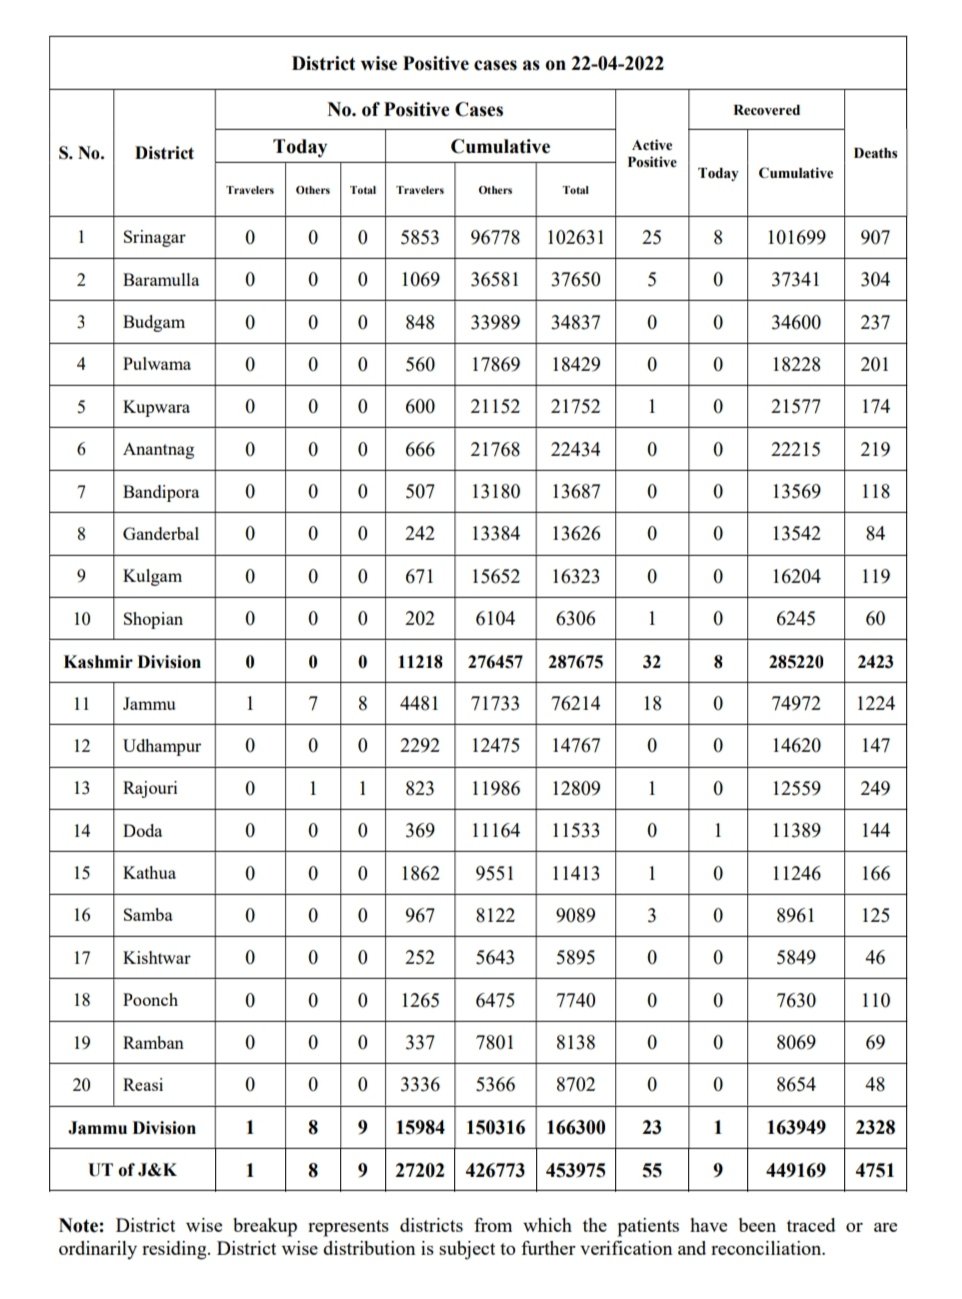 District wise Positive cases as on 22-04-2022
No. of Positive Cases
Recovered
S. No. District Today Cumulative Active Positive Today Cumulative Deaths
Travelers Others Total Travelers Others Total
1 Srinagar 0 0 0 5853 96778 102631 25 8 101699 907
2 Baramulla 0 0 0 1069 36581 37650 5 0 37341 304
3 Budgam 0 0 0 848 33989 34837 0 0 34600 237
4 Pulwama 0 0 0 560 17869 18429 0 0 18228 201
5 Kupwara 0 0 0 600 21152 21752 1 0 21577 174
6 Anantnag 0 0 0 666 21768 22434 0 0 22215 219
7 Bandipora 0 0 0 507 13180 13687 0 0 13569 118
8 Ganderbal 0 0 0 242 13384 13626 0 0 13542 84
9 Kulgam 0 0 0 671 15652 16323 0 0 16204 119
10 Shopian 0 0 0 202 6104 6306 1 0 6245 60
Kashmir Division 0 0 0 11218 276457 287675 32 8 285220 2423
11 Jammu 1 7 8 4481 71733 76214 18 0 74972 1224
12 Udhampur 0 0 0 2292 12475 14767 0 0 14620 147
13 Rajouri 0 1 1 823 11986 12809 1 0 12559 249
14 Doda 0 0 0 369 11164 11533 0 1 11389 144
15 Kathua 0 0 0 1862 9551 11413 1 0 11246 166
16 Samba 0 0 0 967 8122 9089 3 0 8961 125
17 Kishtwar 0 0 0 252 5643 5895 0 0 5849 46
18 Poonch 0 0 0 1265 6475 7740 0 0 7630 110
19 Ramban 0 0 0 337 7801 8138 0 0 8069 69
20 Reasi 0 0 0 3336 5366 8702 0 0 8654 48
Jammu Division 1 8 9 15984 150316 166300 23 1 163949 2328
UT of J&K 1 8 9 27202 426773 453975 55 9 449169 4751
Note: District wise breakup represents districts from which the patients have been traced or are
ordinarily residing. District wise distribution is subject to further verification and reconciliation.